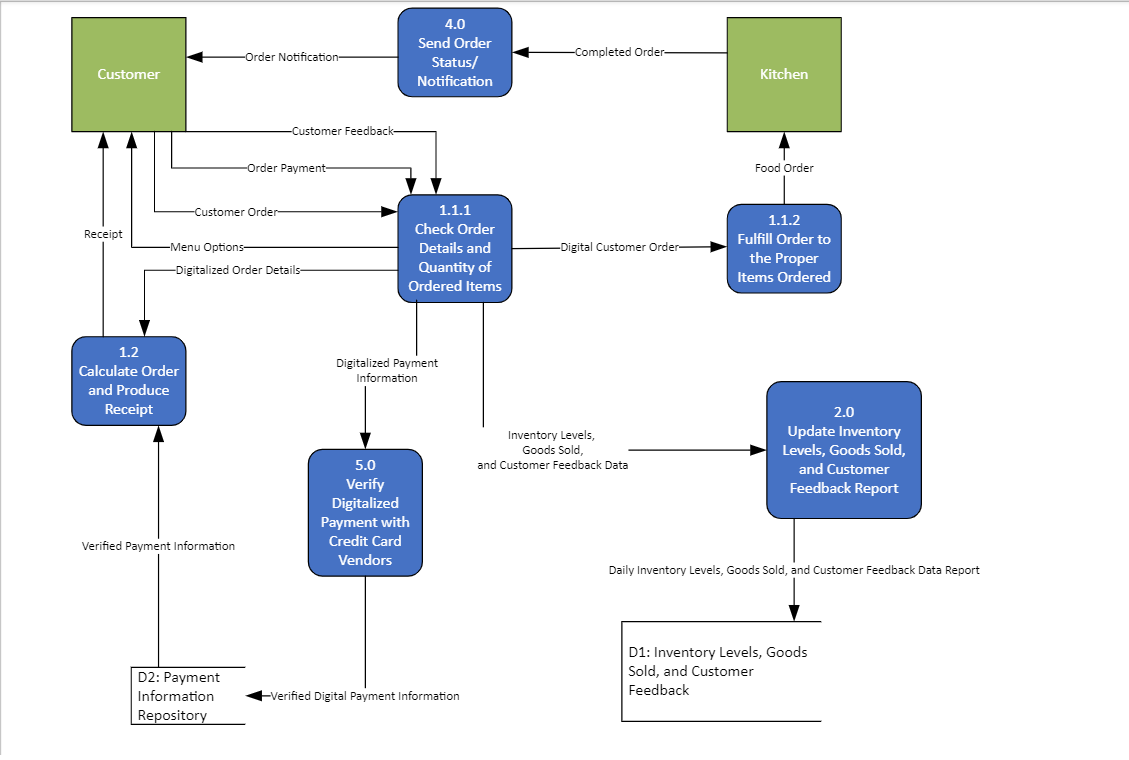 Customer
Order Notification
4.0
Send Order
Status/
Notification
Completed Order
Kitchen
Customer Feedback
Order Payment
Food Order
Customer Order
Receipt
Menu Options
Digitalized Order Details
1.1.1
Check Order
Details and
Quantity of
Ordered Items
Digital Customer Order
1.1.2
Fulfill Order to
the Proper
Items Ordered
1.2
Calculate Order
and Produce
Receipt
Digitalized Payment
Information
Inventory Levels,
Goods Sold,
and Customer Feedback Data
2.0
Update Inventory
Levels, Goods Sold,
and Customer
Feedback Report
5.0
Verify
Digitalized
Payment with
Credit Card
Vendors
Verified Payment Information
Daily Inventory Levels, Goods Sold, and Customer Feedback Data Report
D2: Payment
Information
Repository
Verified Digital Payment Information
D1: Inventory Levels, Goods
Sold, and Customer
Feedback